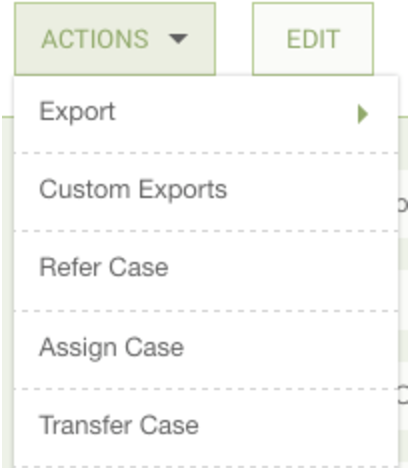 ACTIONS EDIT
Export
Custom Exports
Refer Case
Assign Case
Transfer Case